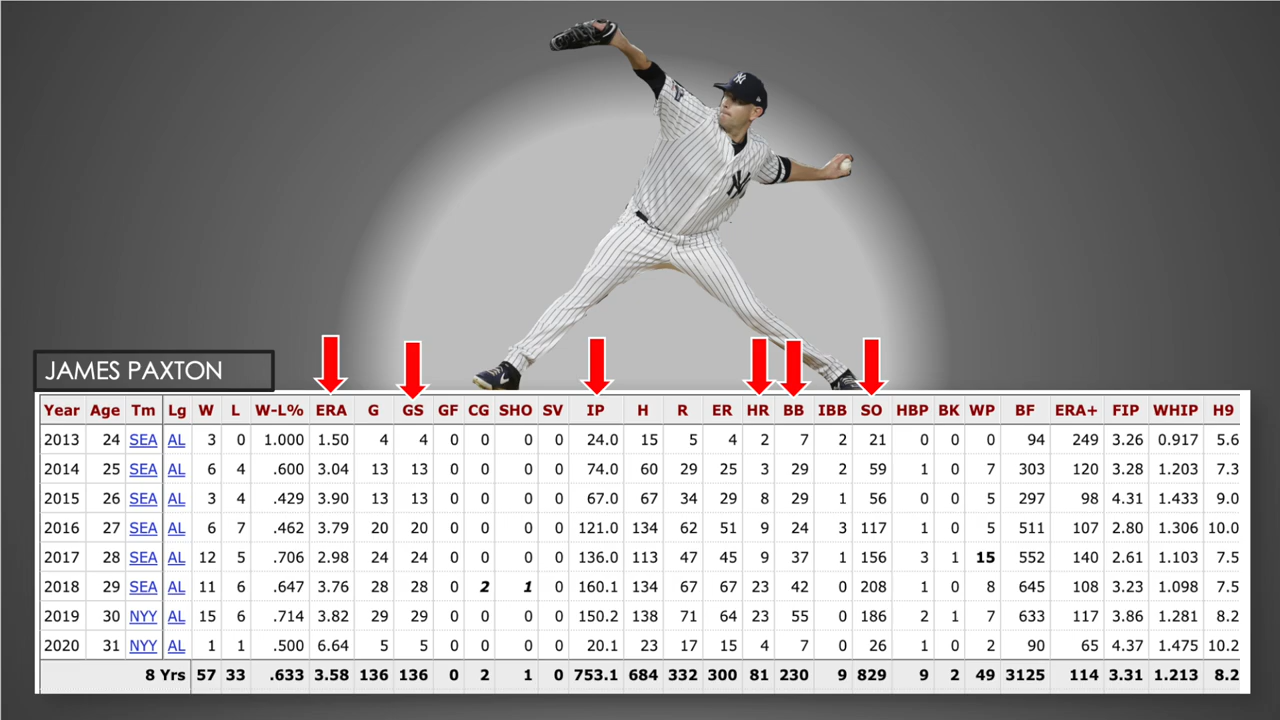 JAMES PAXTON
Year Age Tm Lg W L W-L% ERA G GS GF CG SHO SV IP H R ER HR BB IBB SO HBP BK WP BF ERA+ FIP WHIP H9
2013 24 SEA AL 3 0 1.000 1.50 4 4 0 0 0 0 24.0 15 5 4 2 7 2 21 0 0 0 94 249 3.26 0.917 5.6
2014 25 SEA AL 6 4 .600 3.04 13 13 0 0 0 0 74.0 60 29 25 3 29 2 59 1 0 7 303 120 3.28 1.203 7.3
2015 26 SEA AL 3 4 .429 3.90 13 13 0 0 0 0 67.0 67 34 29 8 29 1 56 0 0 5 297 98 4.31 1.433 9.0
2016 27 SEA AL 6 7 .462 3.79 20 20 0 0 0 0 121.0 134 62 51 9 24 1 117 1 0 5 511 107 2.80 1.306 10.0
2017 28 SEA AL 12 5 .706 2.98 24 24 0 0 0 0 136.0 113 47 45 9 37 1 156 3 1 15 552 140 2.61 1.103 7.5
2018 29 SEA AL 11 6 .647 3.76 28 28 0 2 1 0 160.1 134 67 67 23 42 0 208 1 0 8 645 108 3.23 1.098 7.5
2019 30 NYY AL 15 6 .714 3.82 29 29 0 0 0 0 150.2 138 71 64 23 55 0 186 2 1 7 633 117 3.86 1.281 8.2
2020 31 NYY AL 1 1 .500 6.64 5 5 0 0 0 0 20.1 23 17 15 4 7 0 26 1 0 2 90 65 4.37 1.475 10.2
8 Yrs 57 33 .633 3.58 136 136 0 2 1 0 753.1 684 332 300 81 230 9 829 9 2 49 3125 114 3.31 1.213 8.2